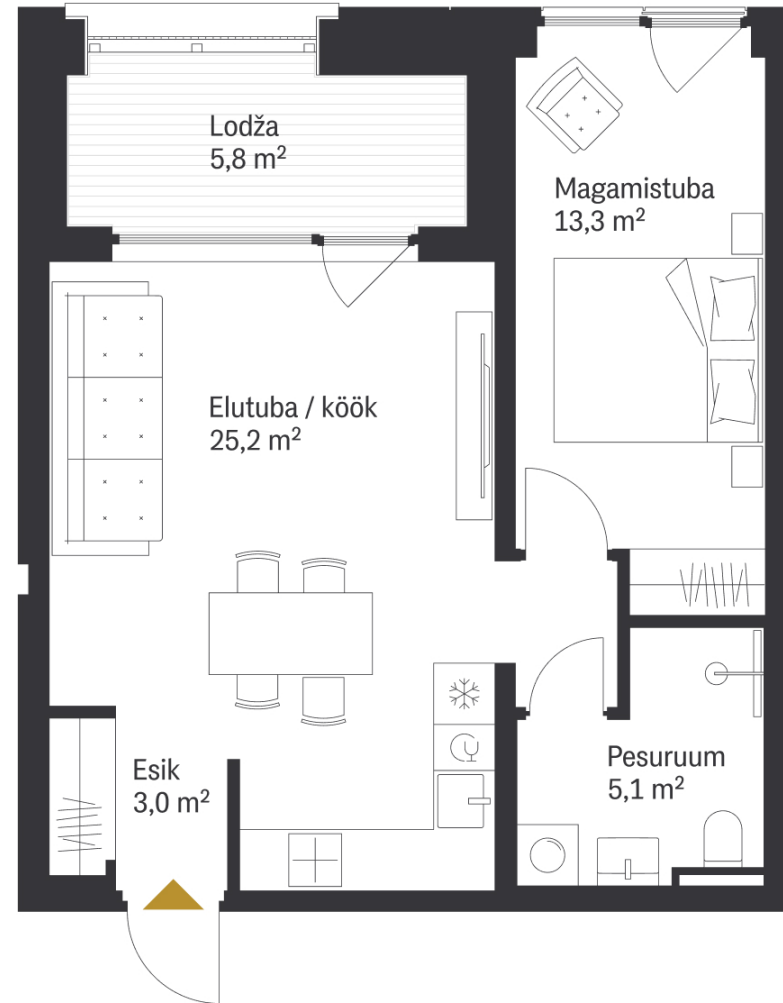 Lodža
5,8 m²
Magamistuba
13,3 m²
Elutuba / köök
25,2 m²
Esik
3,0 m²
Pesuruum
5,1 m²